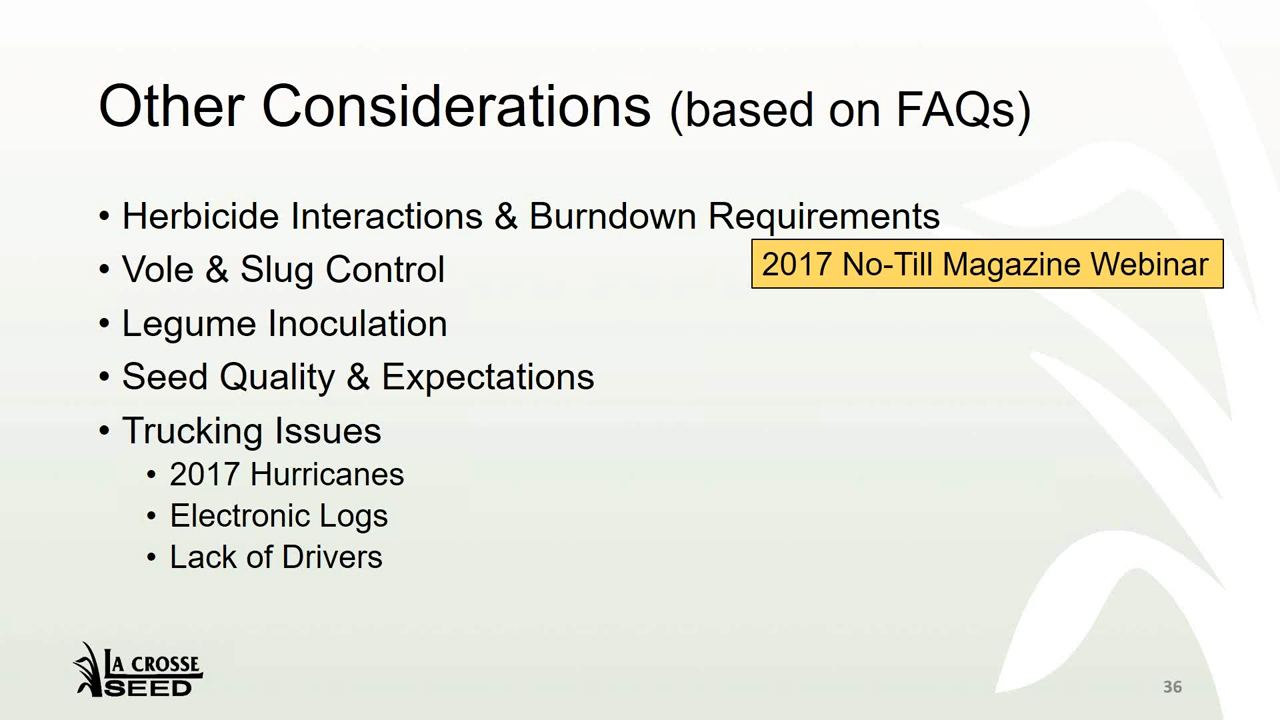 Other Considerations (based on FAQs)
• Herbicide Interactions & Burndown Requirements
2017 No-Till Magazine Webinar
• Vole & Slug Control
• Legume Inoculation
• Seed Quality & Expectations
• Trucking Issues
• 2017 Hurricanes
• Electronic Logs
• Lack of Drivers
LA CROSSE
SEED
36